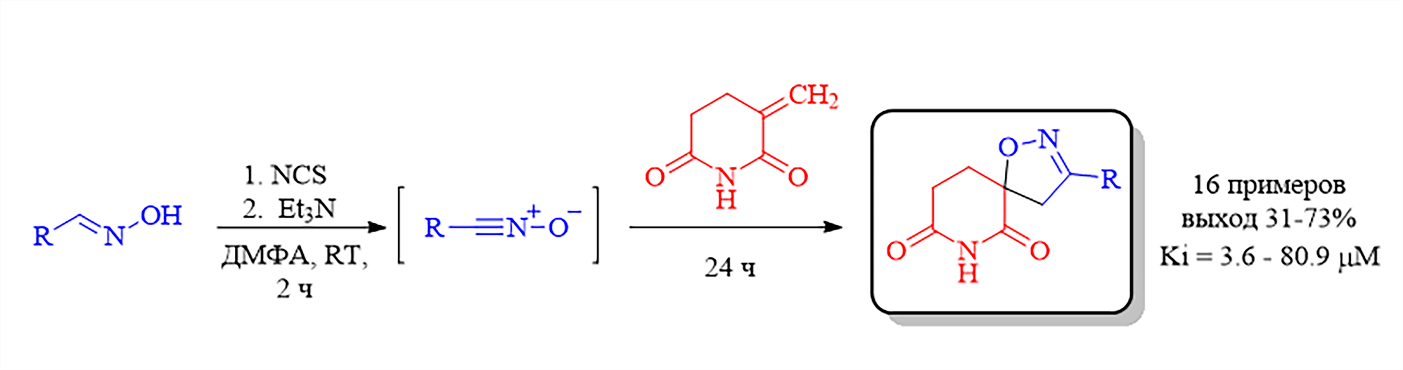 R
N
OH
1. NCS
2. Et₃N
ДМФА, RT,
2 ч
R
N⁺
O⁻
CH₂
O
N
H
O
24 ч
O
N
R
O
N
H
O
16 примеров
выход 31-73%
Ki = 3.6 - 80.9 μM